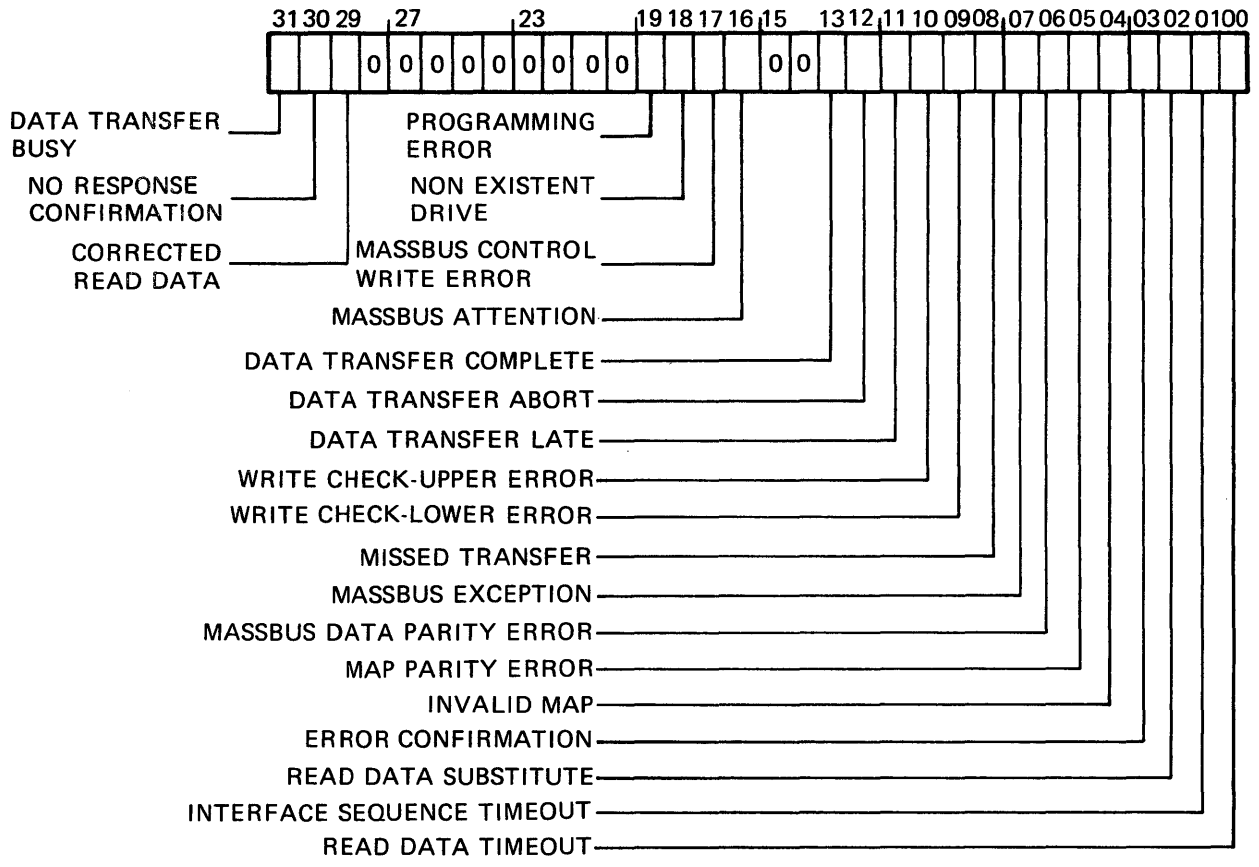 31 30 29 27 23 19 18 17 16 15 13 12 11 10 09 08 07 06 05 04 03 02 01 00
0 0 0 0 0 0 0 0 0 0 0
DATA TRANSFER
BUSY
PROGRAMMING
ERROR
NO RESPONSE
CONFIRMATION
NON EXISTENT
DRIVE
CORRECTED
READ DATA
MASSBUS CONTROL
WRITE ERROR
MASSBUS ATTENTION
DATA TRANSFER COMPLETE
DATA TRANSFER ABORT
DATA TRANSFER LATE
WRITE CHECK-UPPER ERROR
WRITE CHECK-LOWER ERROR
MISSED TRANSFER
MASSBUS EXCEPTION
MASSBUS DATA PARITY ERROR
MAP PARITY ERROR
INVALID MAP
ERROR CONFIRMATION
READ DATA SUBSTITUTE
INTERFACE SEQUENCE TIMEOUT
READ DATA TIMEOUT